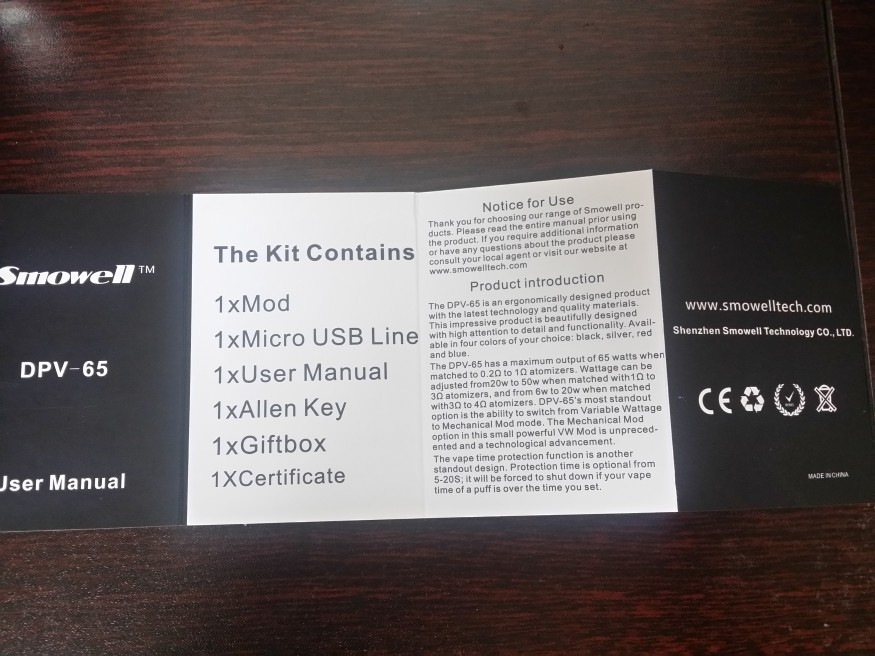 Smowell™
DPV-65
User Manual
The Kit Contains
1xMod
1xMicro USB Line
1xUser Manual
1xAllen Key
1xGiftbox
1XCertificate
Notice for Use
Thank you for choosing our range of Smowell pro-
ducts. Please read the entire manual prior using
the product. If you require additional information
or have any questions about the product please
consult your local agent or visit our website at
www.smowelltech.com
Product introduction
The DPV-65 is an ergonomically designed product
with the latest technology and quality materials.
This impressive product is beautifully designed
with high attention to detail and functionality. Avail-
able in four colors of your choice: black, silver, red
and blue.
The DPV-65 has a maximum output of 65 watts when
matched to 0.2Ω to 1Ω atomizers. Wattage can be
adjusted from20w to 50w when matched with1Ω to
3Ω atomizers, and from 6w to 20w when matched
with3Ω to 4Ω atomizers. DPV-65's most standout
option is the ability to switch from Variable Wattage
to Mechanical Mod mode. The Mechanical Mod
option in this small powerful VW Mod is unpreced-
ented and a technological advancement.
The vape time protection function is another
standout design. Protection time is optional from
5-20S; it will be forced to shut down if your vape
time of a puff is over the time you set.
www.smowelltech.com
Shenzhen Smowell Technology CO., LTD.
CE
MADE IN CHINA